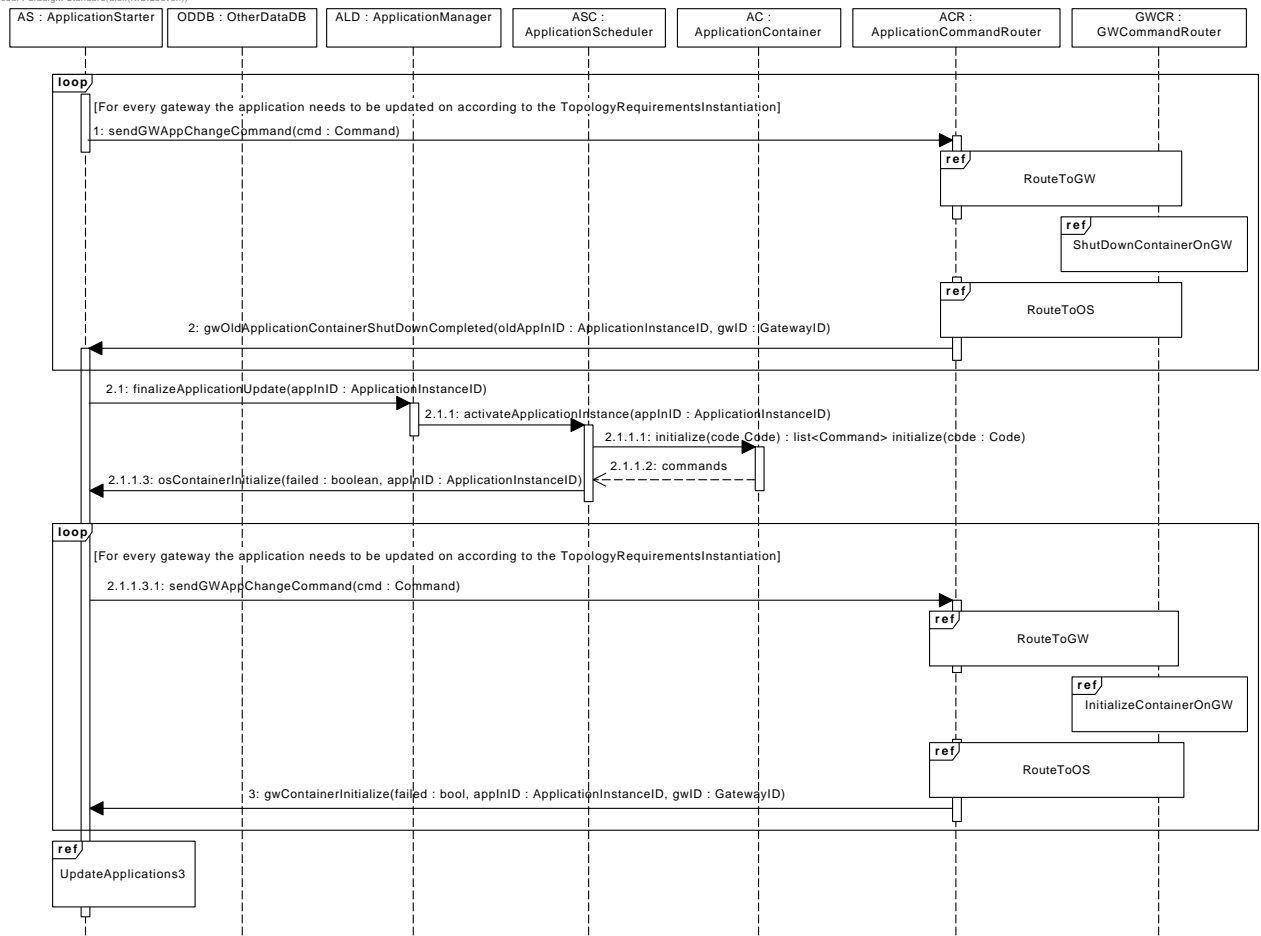 AS : ApplicationStarter
ODDB : OtherDataDB
ALD : ApplicationManager
ASC :
ApplicationScheduler
AC :
ApplicationContainer
ACR :
ApplicationCommandRouter
GWCR :
GWCommandRouter
loop
[For every gateway the application needs to be updated on according to the TopologyRequirementsInstantiation]
1: sendGWAppChangeCommand(cmd : Command)
ref
RouteToGW
ref
ShutDownContainerOnGW
ref
RouteToOS
2: gwOldApplicationContainerShutDownCompleted(oldAppInID : ApplicationInstanceID, gwID : GatewayID)
2.1: finalizeApplicationUpdate(appInID : ApplicationInstanceID)
2.1.1: activateApplicationInstance(appInID : ApplicationInstanceID)
2.1.1.1: initialize(code Code) : list<Command> initialize(code : Code)
2.1.1.2: commands
2.1.1.3: osContainerInitialize(failed : boolean, appInID : ApplicationInstanceID)
loop
[For every gateway the application needs to be updated on according to the TopologyRequirementsInstantiation]
2.1.1.3.1: sendGWAppChangeCommand(cmd : Command)
ref
RouteToGW
ref
InitializeContainerOnGW
ref
RouteToOS
3: gwContainerInitialize(failed : bool, appInID : ApplicationInstanceID, gwID : GatewayID)
ref
UpdateApplications3